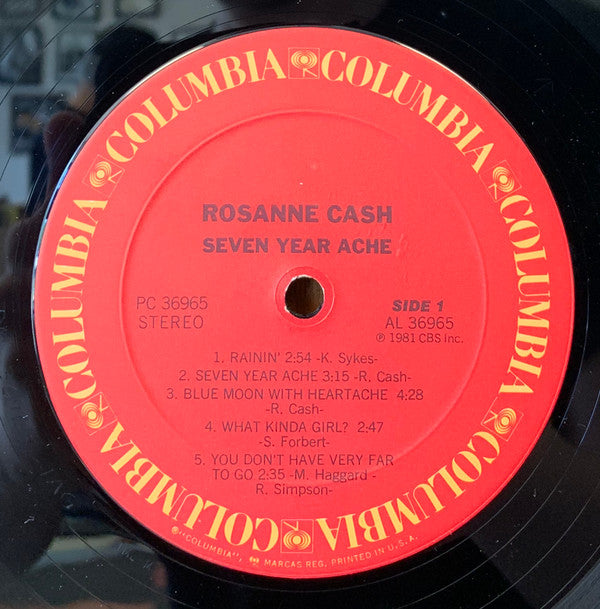 COLUMBIA COLUMBIA COLUMBIA COLUMBIA COLUMBIA COLUMBIA
ROSANNE CASH
SEVEN YEAR ACHE
PC 36965
STEREO
SIDE 1
AL 36965
℗ 1981 CBS Inc.
1. RAININ' 2:54 -K. Sykes-
2. SEVEN YEAR ACHE 3:15 -R. Cash-
3. BLUE MOON WITH HEARTACHE 4:28
-R. Cash-
4. WHAT KINDA GIRL? 2:47
-S. Forbert-
5. YOU DON'T HAVE VERY FAR
TO GO 2:35 -M. Haggard -
R. Simpson-
®"COLUMBIA", MARCAS REG. PRINTED IN U.S.A.